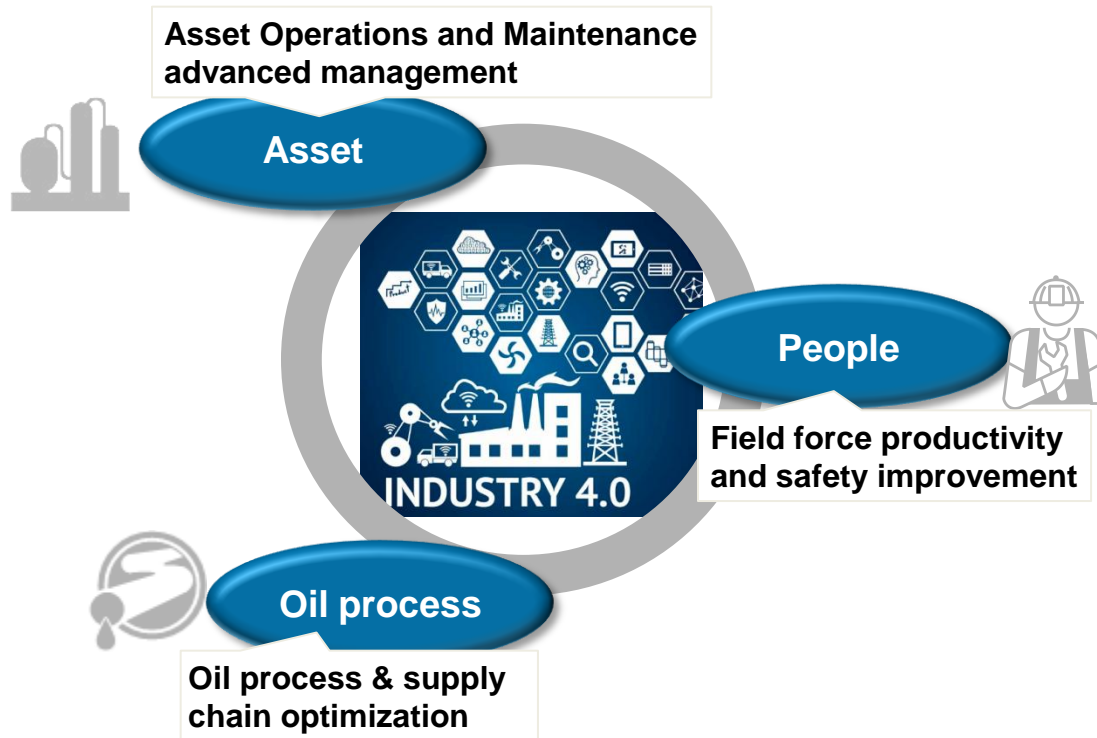 Asset Operations and Maintenance
advanced management
Asset
People
Field force productivity
and safety improvement
Product
INDUSTRY 4.0
Oil process
Oil process & supply
chain optimization